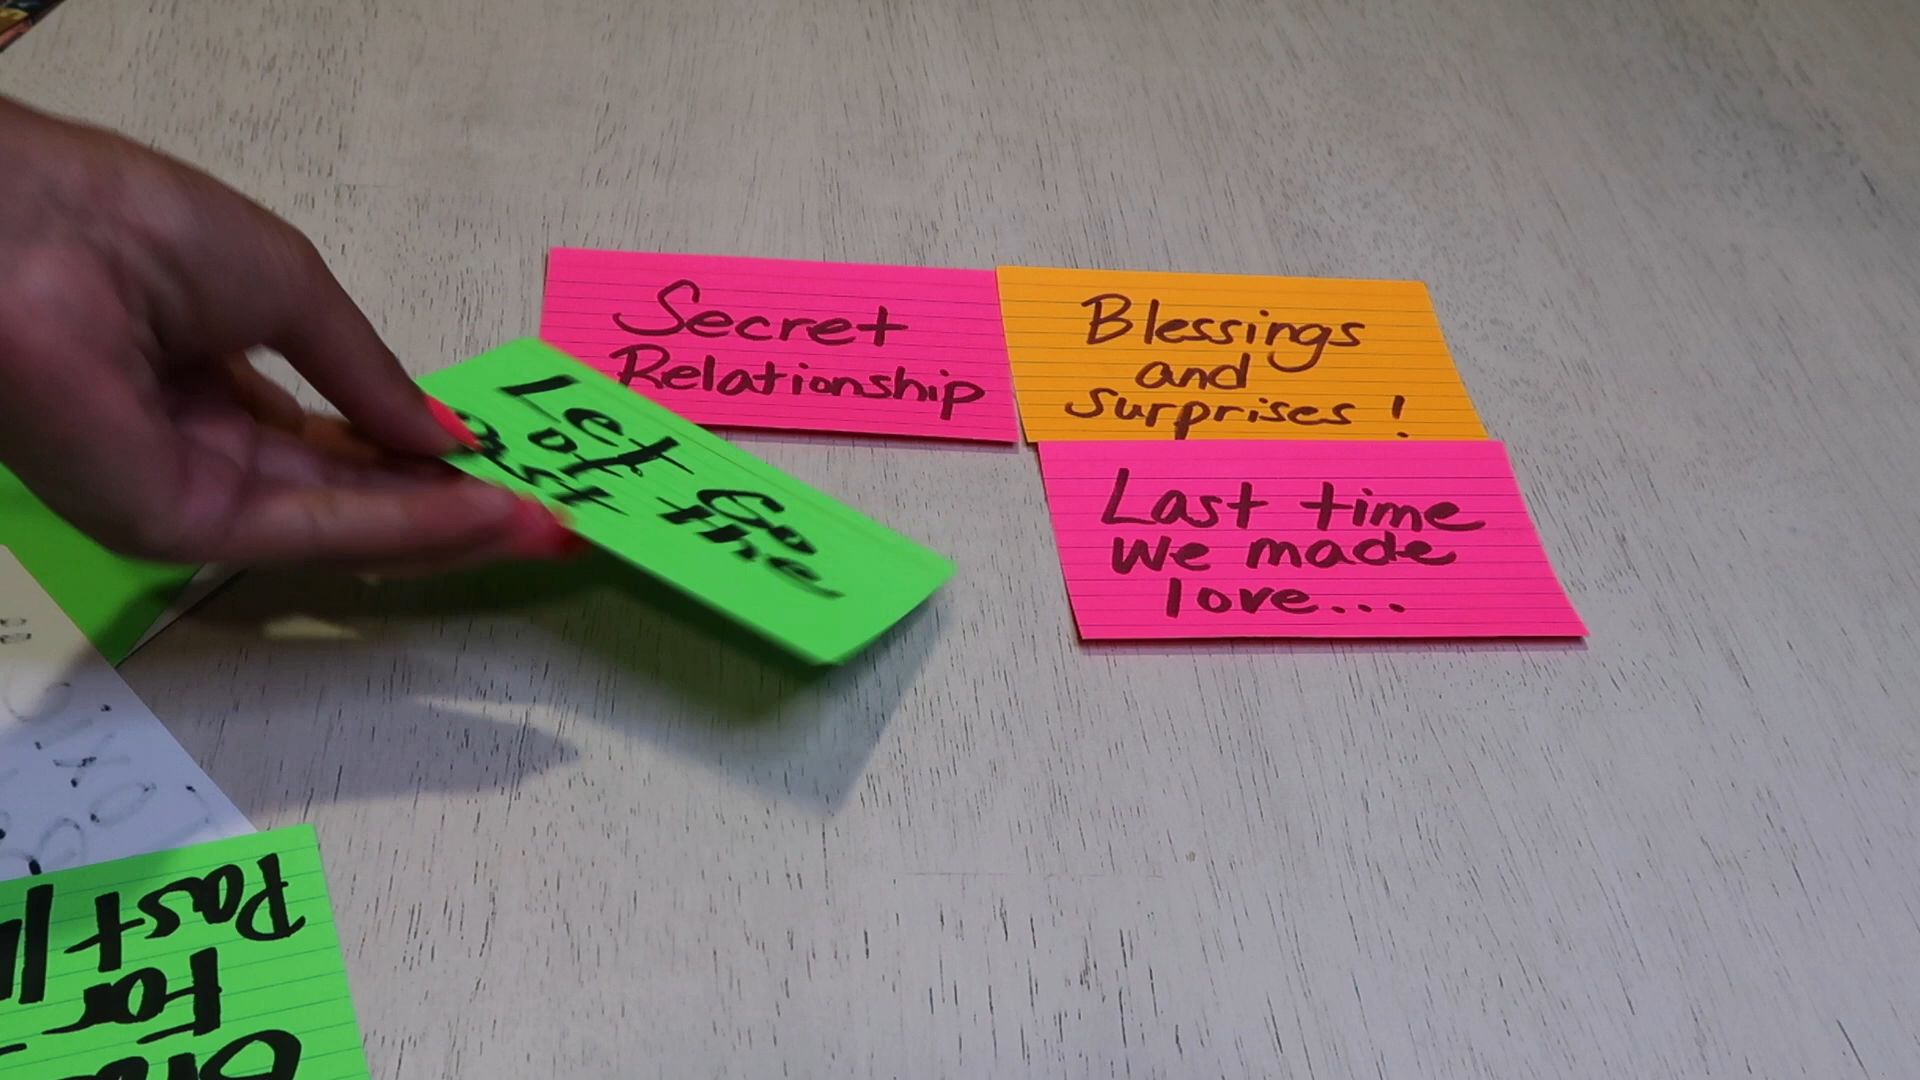 Secret
Relationship
Blessings
and
surprises!
Let Go
of the
Past
Last time
we made
love...
Past
For